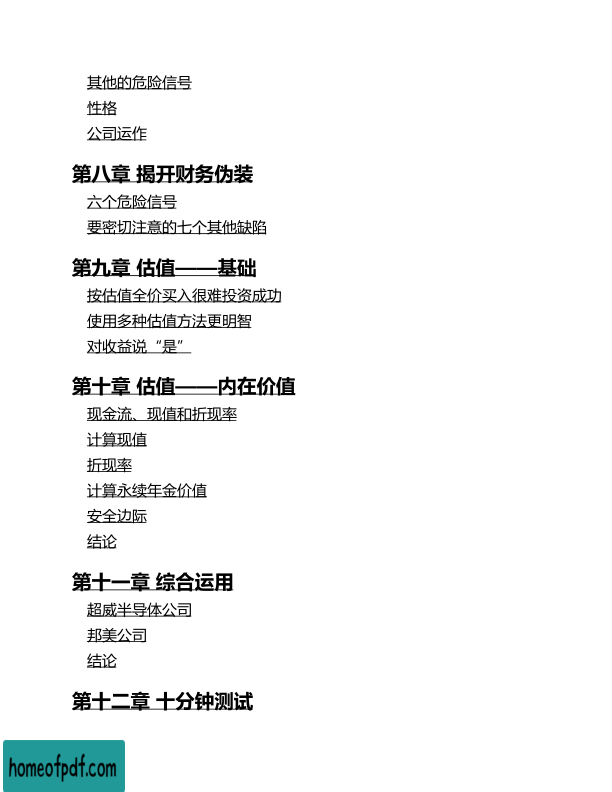 其他的危险信号
性格
公司运作
第八章 揭开财务伪装
六个危险信号
要密切注意的七个其他缺陷
第九章 估值——基础
按估值全价买入很难投资成功
使用多种估值方法更明智
对收益说“是”
第十章 估值——内在价值
现金流、现值和折现率
计算现值
折现率
计算永续年金价值
安全边际
结论
第十一章 综合运用
超威半导体公司
邦美公司
结论
第十二章 十分钟测试
homeofpdf.com